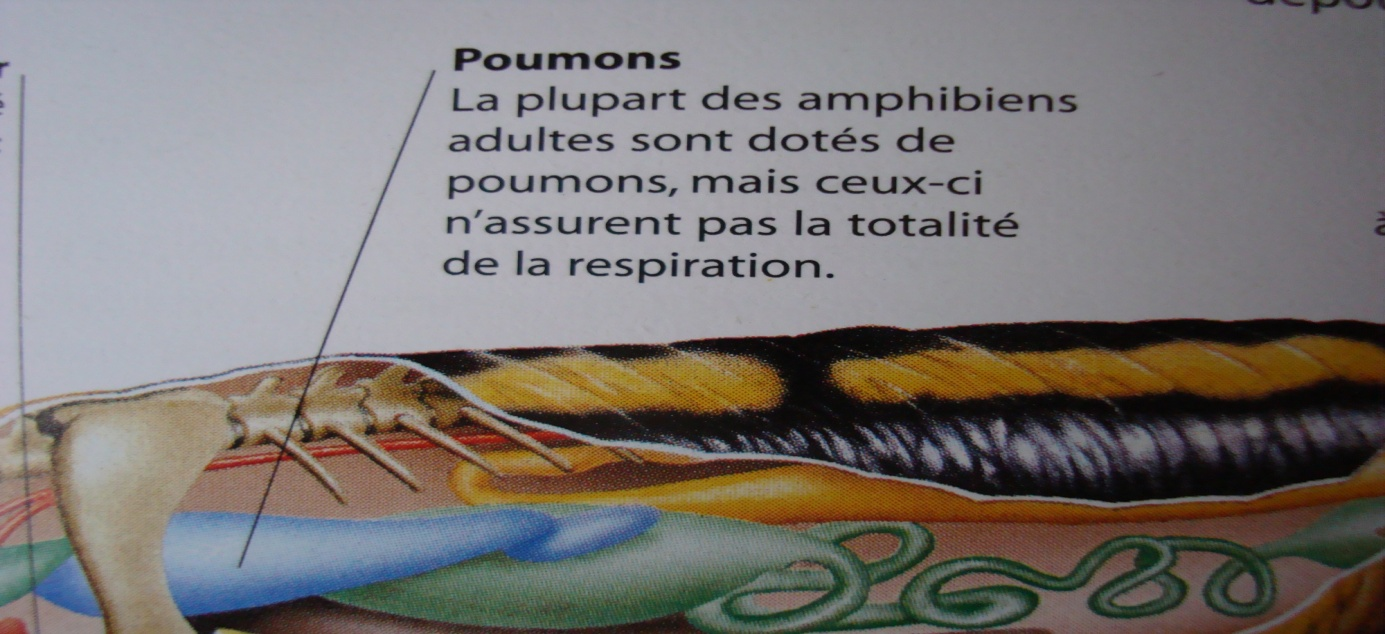 Poumons
La plupart des amphibiens
adultes sont dotés de
poumons, mais ceux-ci
n'assurent pas la totalité
de la respiration.